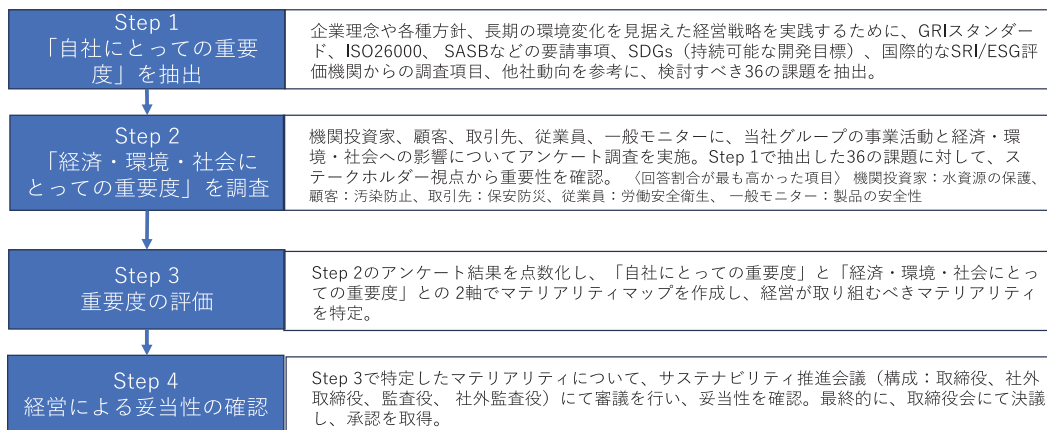 Step 1
「自社にとっての重要
度」を抽出
企業理念や各種方針、長期の環境変化を見据えた経営戦略を実践するために、GRIスタンダー
ド、ISO26000、 SASBなどの要請事項、SDGs（持続可能な開発目標）、国際的なSRI/ESG評
価機関からの調査項目、他社動向を参考に、検討すべき36の課題を抽出。
Step 2
「経済・環境・社会に
とっての重要度」を調査
機関投資家、顧客、取引先、従業員、一般モニターに、当社グループの事業活動と経済・環
境・社会への影響についてアンケート調査を実施。Step 1で抽出した36の課題に対して、ス
テークホルダー視点から重要性を確認。〈回答割合が最も高かった項目〉 機関投資家：水資源の保護、
顧客：汚染防止、取引先：保安防災、従業員：労働安全衛生、 一般モニター：製品の安全性
Step 3
重要度の評価
Step 2のアンケート結果を点数化し、「自社にとっての重要度」と「経済・環境・社会にとっ
ての重要度」との 2軸でマテリアリティマップを作成し、経営が取り組むべきマテリアリティ
を特定。
Step 4
経営による妥当性の確認
Step 3で特定したマテリアリティについて、サステナビリティ推進会議（構成：取締役、社外
取締役、監査役、 社外監査役）にて審議を行い、妥当性を確認。最終的に、取締役会にて決議
し、承認を取得。